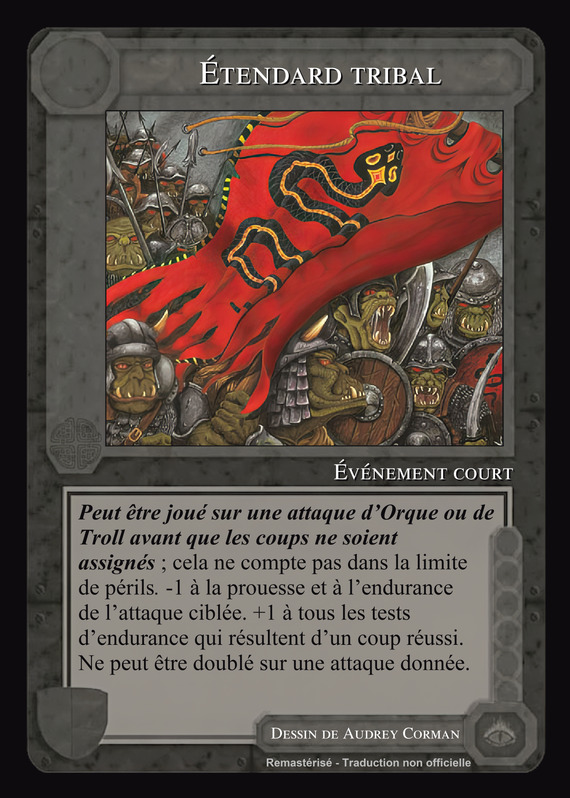 Étendard tribal
Événement court
Peut être joué sur une attaque d'Orque ou de
Troll avant que les coups ne soient
assignés ; cela ne compte pas dans la limite
de périls. -1 à la prouesse et à l'endurance
de l'attaque ciblée. +1 à tous les tests
d'endurance qui résultent d'un coup réussi.
Ne peut être doublé sur une attaque donnée.
Dessin de Audrey Corman
Remastérisé - Traduction non officielle